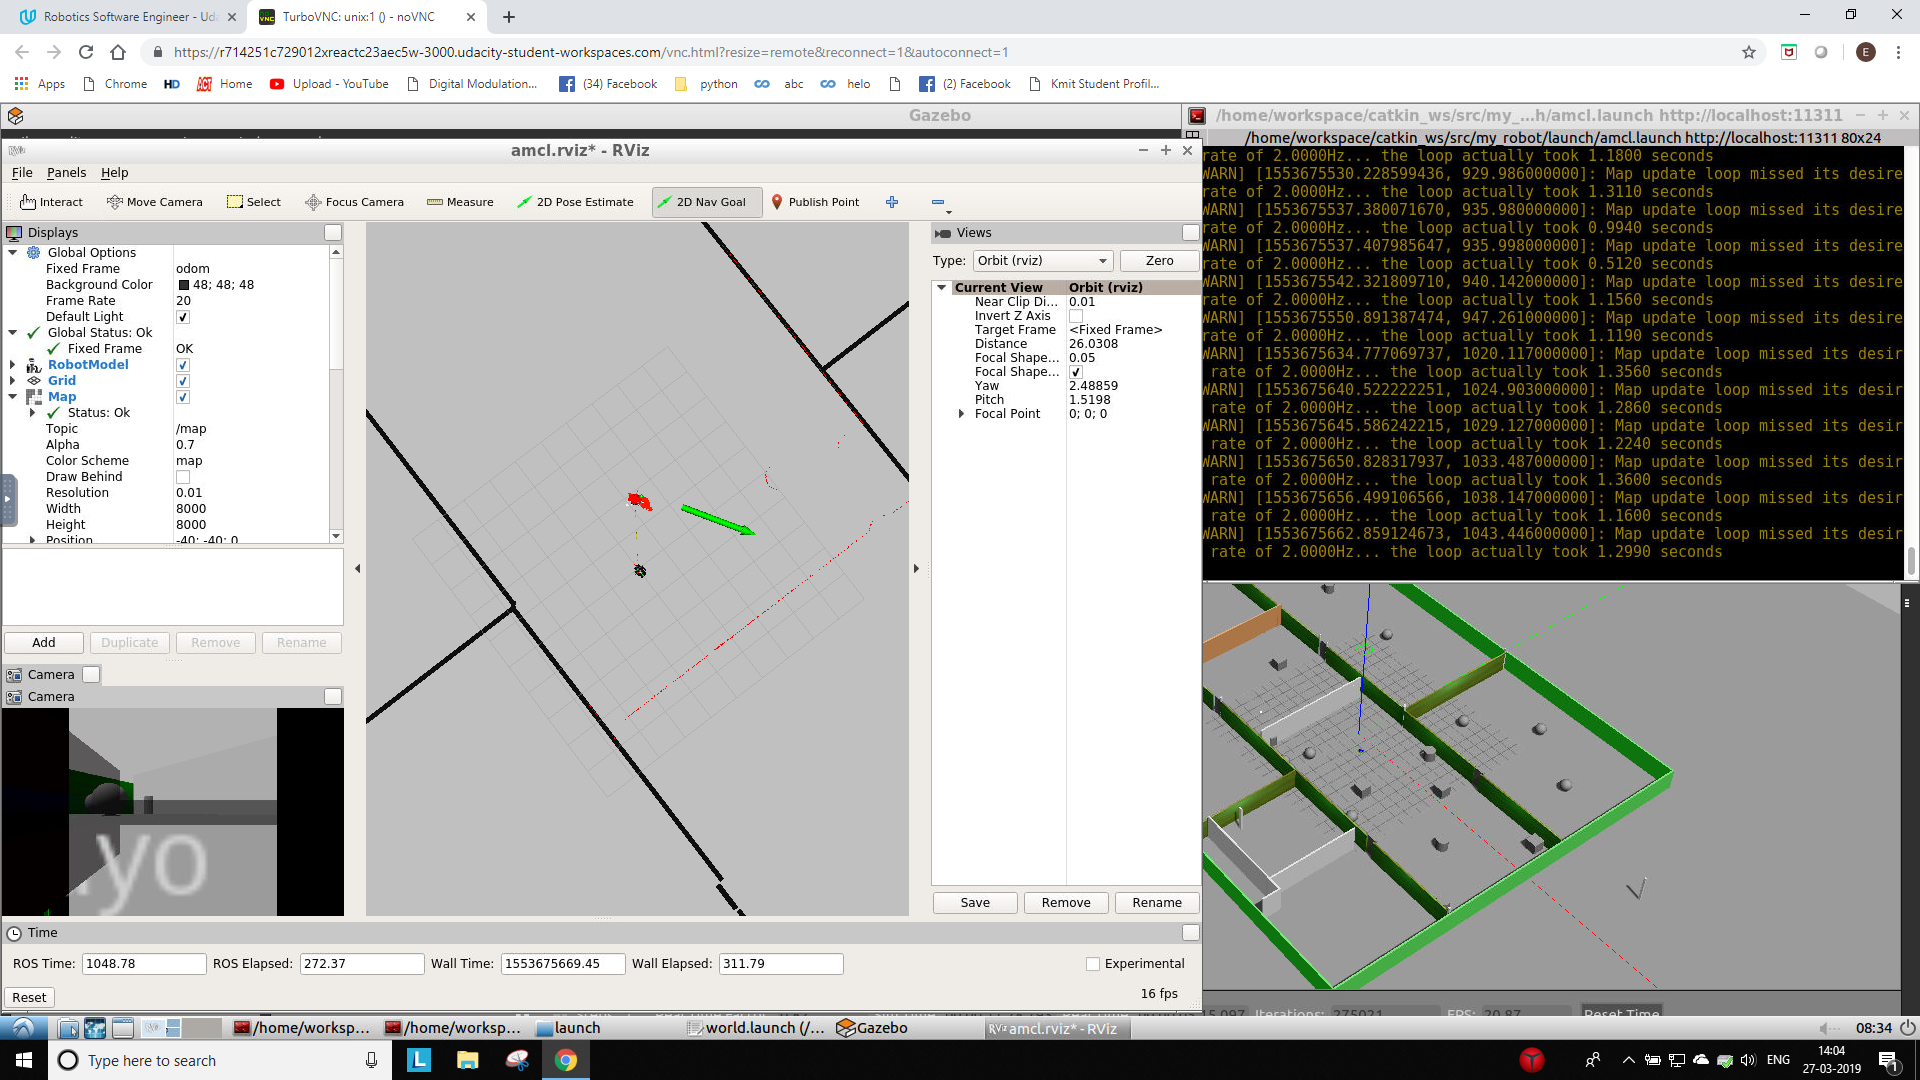 Robotics Software Engineer - Uda
TurboVNC: unix:1 () - noVNC
https://r714251c729012xreactc23aec5w-3000.udacity-student-workspaces.com/vnc.html?resize=remote&reconnect=1&autoconnect=1
E
Apps
Chrome
HD
Home
Upload - YouTube
Digital Modulation...
(34) Facebook
python
abc
helo
(2) Facebook
Kmit Student Profil...
Gazebo
/home/workspace/catkin_ws/src/my_...h/amcl.launch http://localhost:11311
/home/workspace/catkin_ws/src/my_robot/launch/amcl.launch http://localhost:11311 80x24
amcl.rviz* - RViz
File
Panels
Help
Interact
Move Camera
Select
Focus Camera
Measure
2D Pose Estimate
2D Nav Goal
Publish Point
Displays
Global Options
Fixed Frame odom
Background Color 48; 48; 48
Frame Rate 20
Default Light
Global Status: Ok
Fixed Frame OK
RobotModel
Grid
Map
Status: Ok
Topic /map
Alpha 0.7
Color Scheme map
Draw Behind
Resolution 0.01
Width 8000
Height 8000
Position -40; -40; 0
Add
Duplicate
Remove
Rename
Camera
Camera
yo
Views
Type: Orbit (rviz) Zero
Current View Orbit (rviz)
Near Clip Di... 0.01
Invert Z Axis
Target Frame <Fixed Frame>
Distance 26.0308
Focal Shape... 0.05
Focal Shape...
Yaw 2.48859
Pitch 1.5198
Focal Point 0; 0; 0
Save
Remove
Rename
rate of 2.0000Hz... the loop actually took 1.1800 seconds
WARN] [1553675530.228599436, 929.986000000]: Map update loop missed its desire
rate of 2.0000Hz... the loop actually took 1.3110 seconds
WARN] [1553675537.380071670, 935.980000000]: Map update loop missed its desire
rate of 2.0000Hz... the loop actually took 0.9940 seconds
WARN] [1553675537.407985647, 935.998000000]: Map update loop missed its desire
rate of 2.0000Hz... the loop actually took 0.5120 seconds
WARN] [1553675542.321809710, 940.142000000]: Map update loop missed its desire
rate of 2.0000Hz... the loop actually took 1.1560 seconds
WARN] [1553675550.891387474, 947.261000000]: Map update loop missed its desire
rate of 2.0000Hz... the loop actually took 1.1190 seconds
WARN] [1553675634.777069737, 1020.117000000]: Map update loop missed its desir
rate of 2.0000Hz... the loop actually took 1.3560 seconds
WARN] [1553675640.522222251, 1024.903000000]: Map update loop missed its desir
rate of 2.0000Hz... the loop actually took 1.2860 seconds
WARN] [1553675645.586242215, 1029.127000000]: Map update loop missed its desir
rate of 2.0000Hz... the loop actually took 1.2240 seconds
WARN] [1553675650.828317937, 1033.487000000]: Map update loop missed its desir
rate of 2.0000Hz... the loop actually took 1.3600 seconds
WARN] [1553675656.499106566, 1038.147000000]: Map update loop missed its desir
rate of 2.0000Hz... the loop actually took 1.1600 seconds
WARN] [1553675662.859124673, 1043.446000000]: Map update loop missed its desir
rate of 2.0000Hz... the loop actually took 1.2990 seconds
Time
ROS Time: 1048.78 ROS Elapsed: 272.37 Wall Time: 1553675669.45 Wall Elapsed: 311.79 Experimental
Reset
16 fps
Iterations: 275021 FPS: 20.87 Reset Time
/home/worksp...
/home/worksp...
launch
world.launch (/...
Gazebo
amcl.rviz* - RViz
08:34
Type here to search
L
ENG
14:04
27-03-2019
1